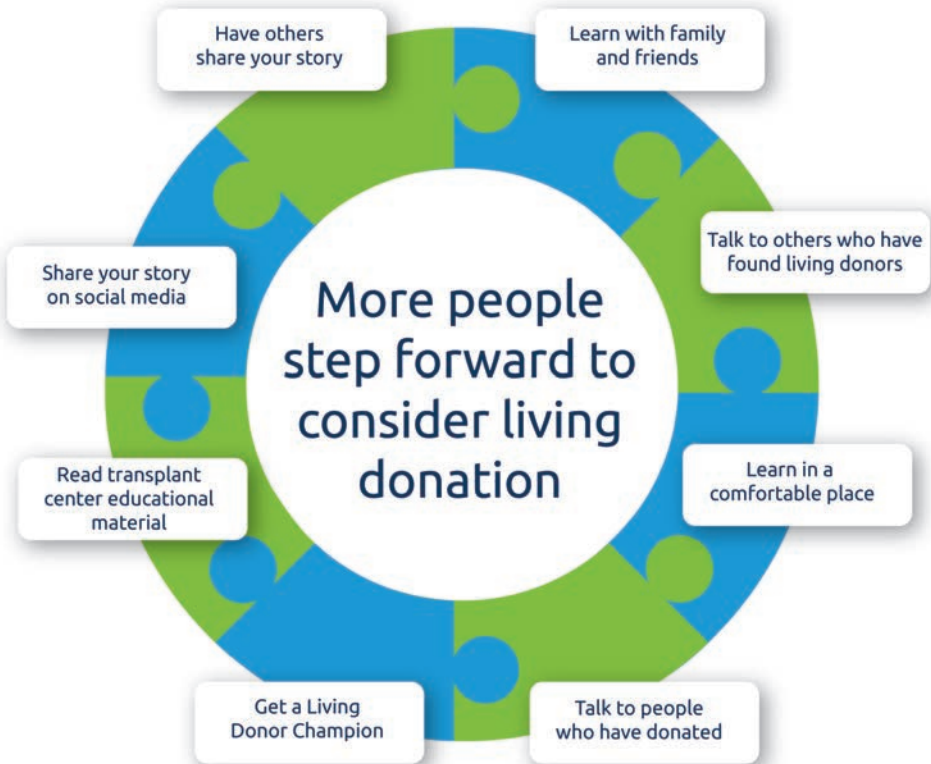 Have others
share your story
Learn with family
and friends
Talk to others who have
found living donors
Learn in a
comfortable place
Talk to people
who have donated
Get a Living
Donor Champion
Read transplant
center educational
material
Share your story
on social media
More people
step forward to
consider living
donation